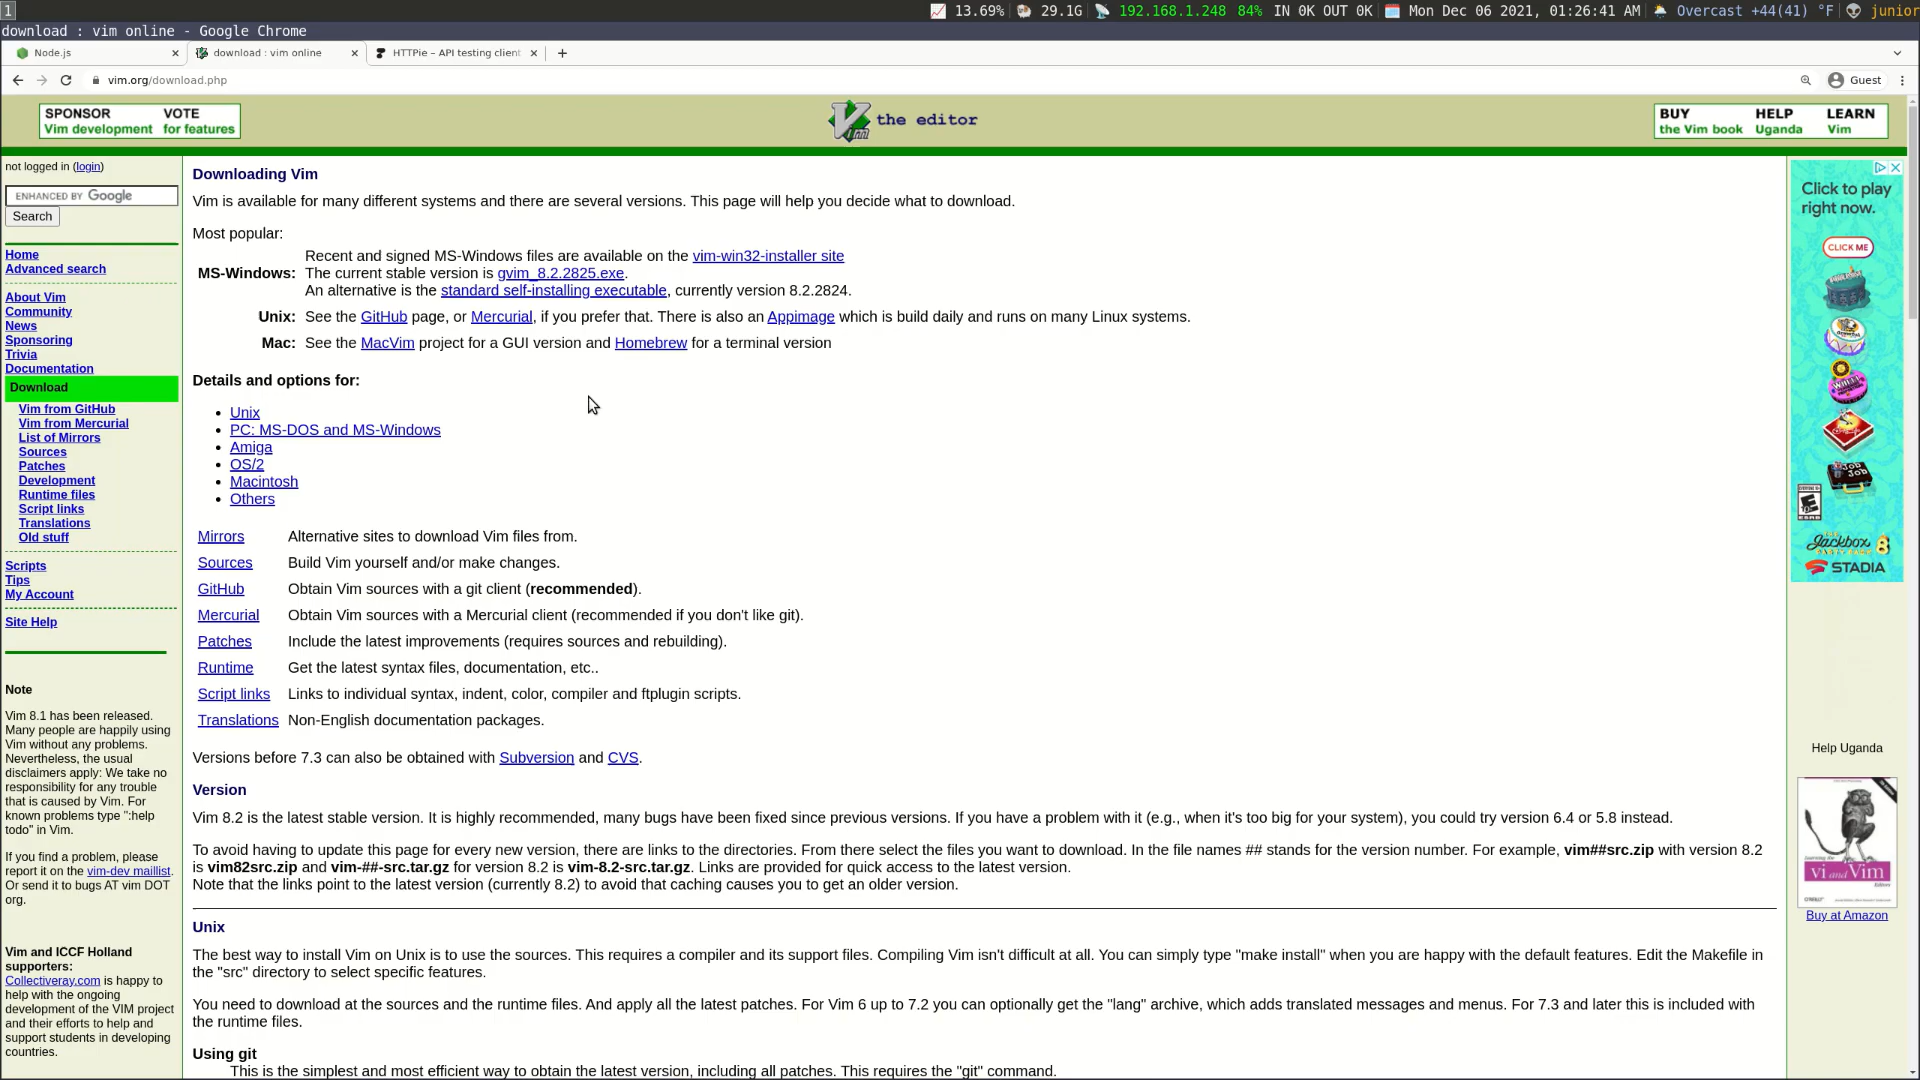 1
13.69% 29.1G 192.168.1.248 84% IN 0K OUT 0K Mon Dec 06 2021, 01:26:41 AM Overcast +44(41) °F junior
download : vim online - Google Chrome
Node.js
download : vim online
HTTPie – API testing client
vim.org/download.php
Guest
SPONSOR
Vim development
VOTE
for features
Vim
the editor
BUY
the Vim book
HELP
Uganda
LEARN
Vim
not logged in (login)
ENHANCED BY Google
Search
Home
Advanced search
About Vim
Community
News
Sponsoring
Trivia
Documentation
Download
Vim from GitHub
Vim from Mercurial
List of Mirrors
Sources
Patches
Development
Runtime files
Script links
Translations
Old stuff
Scripts
Tips
My Account
Site Help
Note
Vim 8.1 has been released.
Many people are happily using
Vim without any problems.
Nevertheless, the usual
disclaimers apply: We take no
responsibility for any trouble
that is caused by Vim. For
known problems type ":help
todo" in Vim.
If you find a problem, please
report it on the vim-dev maillist.
Or send it to bugs AT vim DOT
org.
Vim and ICCF Holland
supporters:
Collectiveray.com is happy to
help with the ongoing
development of the VIM project
and their efforts to help and
support students in developing
countries.
Downloading Vim
Vim is available for many different systems and there are several versions. This page will help you decide what to download.
Most popular:
MS-Windows:
Recent and signed MS-Windows files are available on the vim-win32-installer site
The current stable version is gvim_8.2.2825.exe.
An alternative is the standard self-installing executable, currently version 8.2.2824.
Unix: See the GitHub page, or Mercurial, if you prefer that. There is also an Appimage which is build daily and runs on many Linux systems.
Mac: See the MacVim project for a GUI version and Homebrew for a terminal version
Details and options for:
• Unix
• PC: MS-DOS and MS-Windows
• Amiga
• OS/2
• Macintosh
• Others
Mirrors Alternative sites to download Vim files from.
Sources Build Vim yourself and/or make changes.
GitHub Obtain Vim sources with a git client (recommended).
Mercurial Obtain Vim sources with a Mercurial client (recommended if you don't like git).
Patches Include the latest improvements (requires sources and rebuilding).
Runtime Get the latest syntax files, documentation, etc..
Script links Links to individual syntax, indent, color, compiler and ftplugin scripts.
Translations Non-English documentation packages.
Versions before 7.3 can also be obtained with Subversion and CVS.
Version
Vim 8.2 is the latest stable version. It is highly recommended, many bugs have been fixed since previous versions. If you have a problem with it (e.g., when it's too big for your system), you could try version 6.4 or 5.8 instead.
To avoid having to update this page for every new version, there are links to the directories. From there select the files you want to download. In the file names ## stands for the version number. For example, vim##src.zip with version 8.2
is vim82src.zip and vim-##-src.tar.gz for version 8.2 is vim-8.2-src.tar.gz. Links are provided for quick access to the latest version.
Note that the links point to the latest version (currently 8.2) to avoid that caching causes you to get an older version.
Unix
The best way to install Vim on Unix is to use the sources. This requires a compiler and its support files. Compiling Vim isn't difficult at all. You can simply type "make install" when you are happy with the default features. Edit the Makefile in
the "src" directory to select specific features.
You need to download at the sources and the runtime files. And apply all the latest patches. For Vim 6 up to 7.2 you can optionally get the "lang" archive, which adds translated messages and menus. For 7.3 and later this is included with
the runtime files.
Using git
This is the simplest and most efficient way to obtain the latest version, including all patches. This requires the "git" command.
Click to play
right now.
CLICK ME
Jackbox
8
STADIA
Help Uganda
vi and Vim
Buy at Amazon